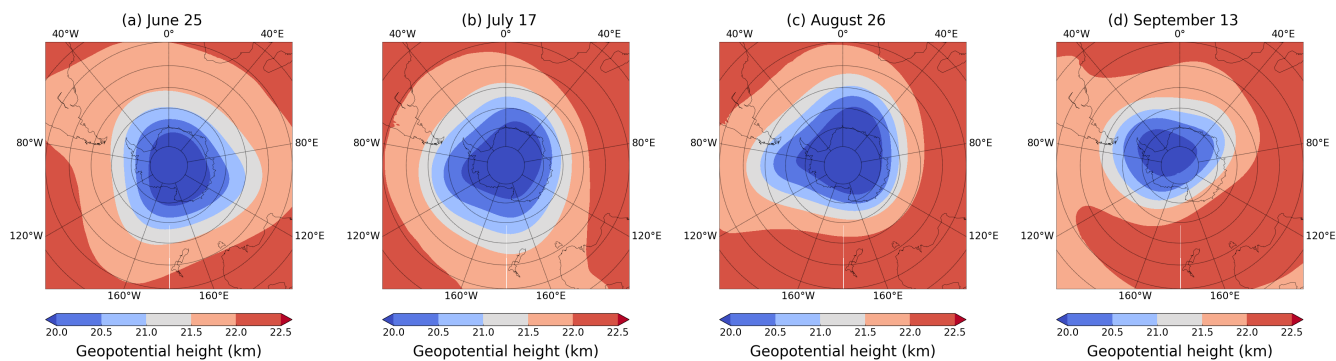 (a) June 25
(b) July 17
(c) August 26
(d) September 13
40°W 0° 40°E
40°W 0° 40°E
40°W 0° 40°E
40°W 0° 40°E
80°W 80°E
80°W 80°E
80°W 80°E
80°W 80°E
120°W 120°E
120°W 120°E
120°W 120°E
120°W 120°E
160°W 160°E
160°W 160°E
160°W 160°E
160°W 160°E
20.0 20.5 21.0 21.5 22.0 22.5
20.0 20.5 21.0 21.5 22.0 22.5
20.0 20.5 21.0 21.5 22.0 22.5
20.0 20.5 21.0 21.5 22.0 22.5
Geopotential height (km)
Geopotential height (km)
Geopotential height (km)
Geopotential height (km)